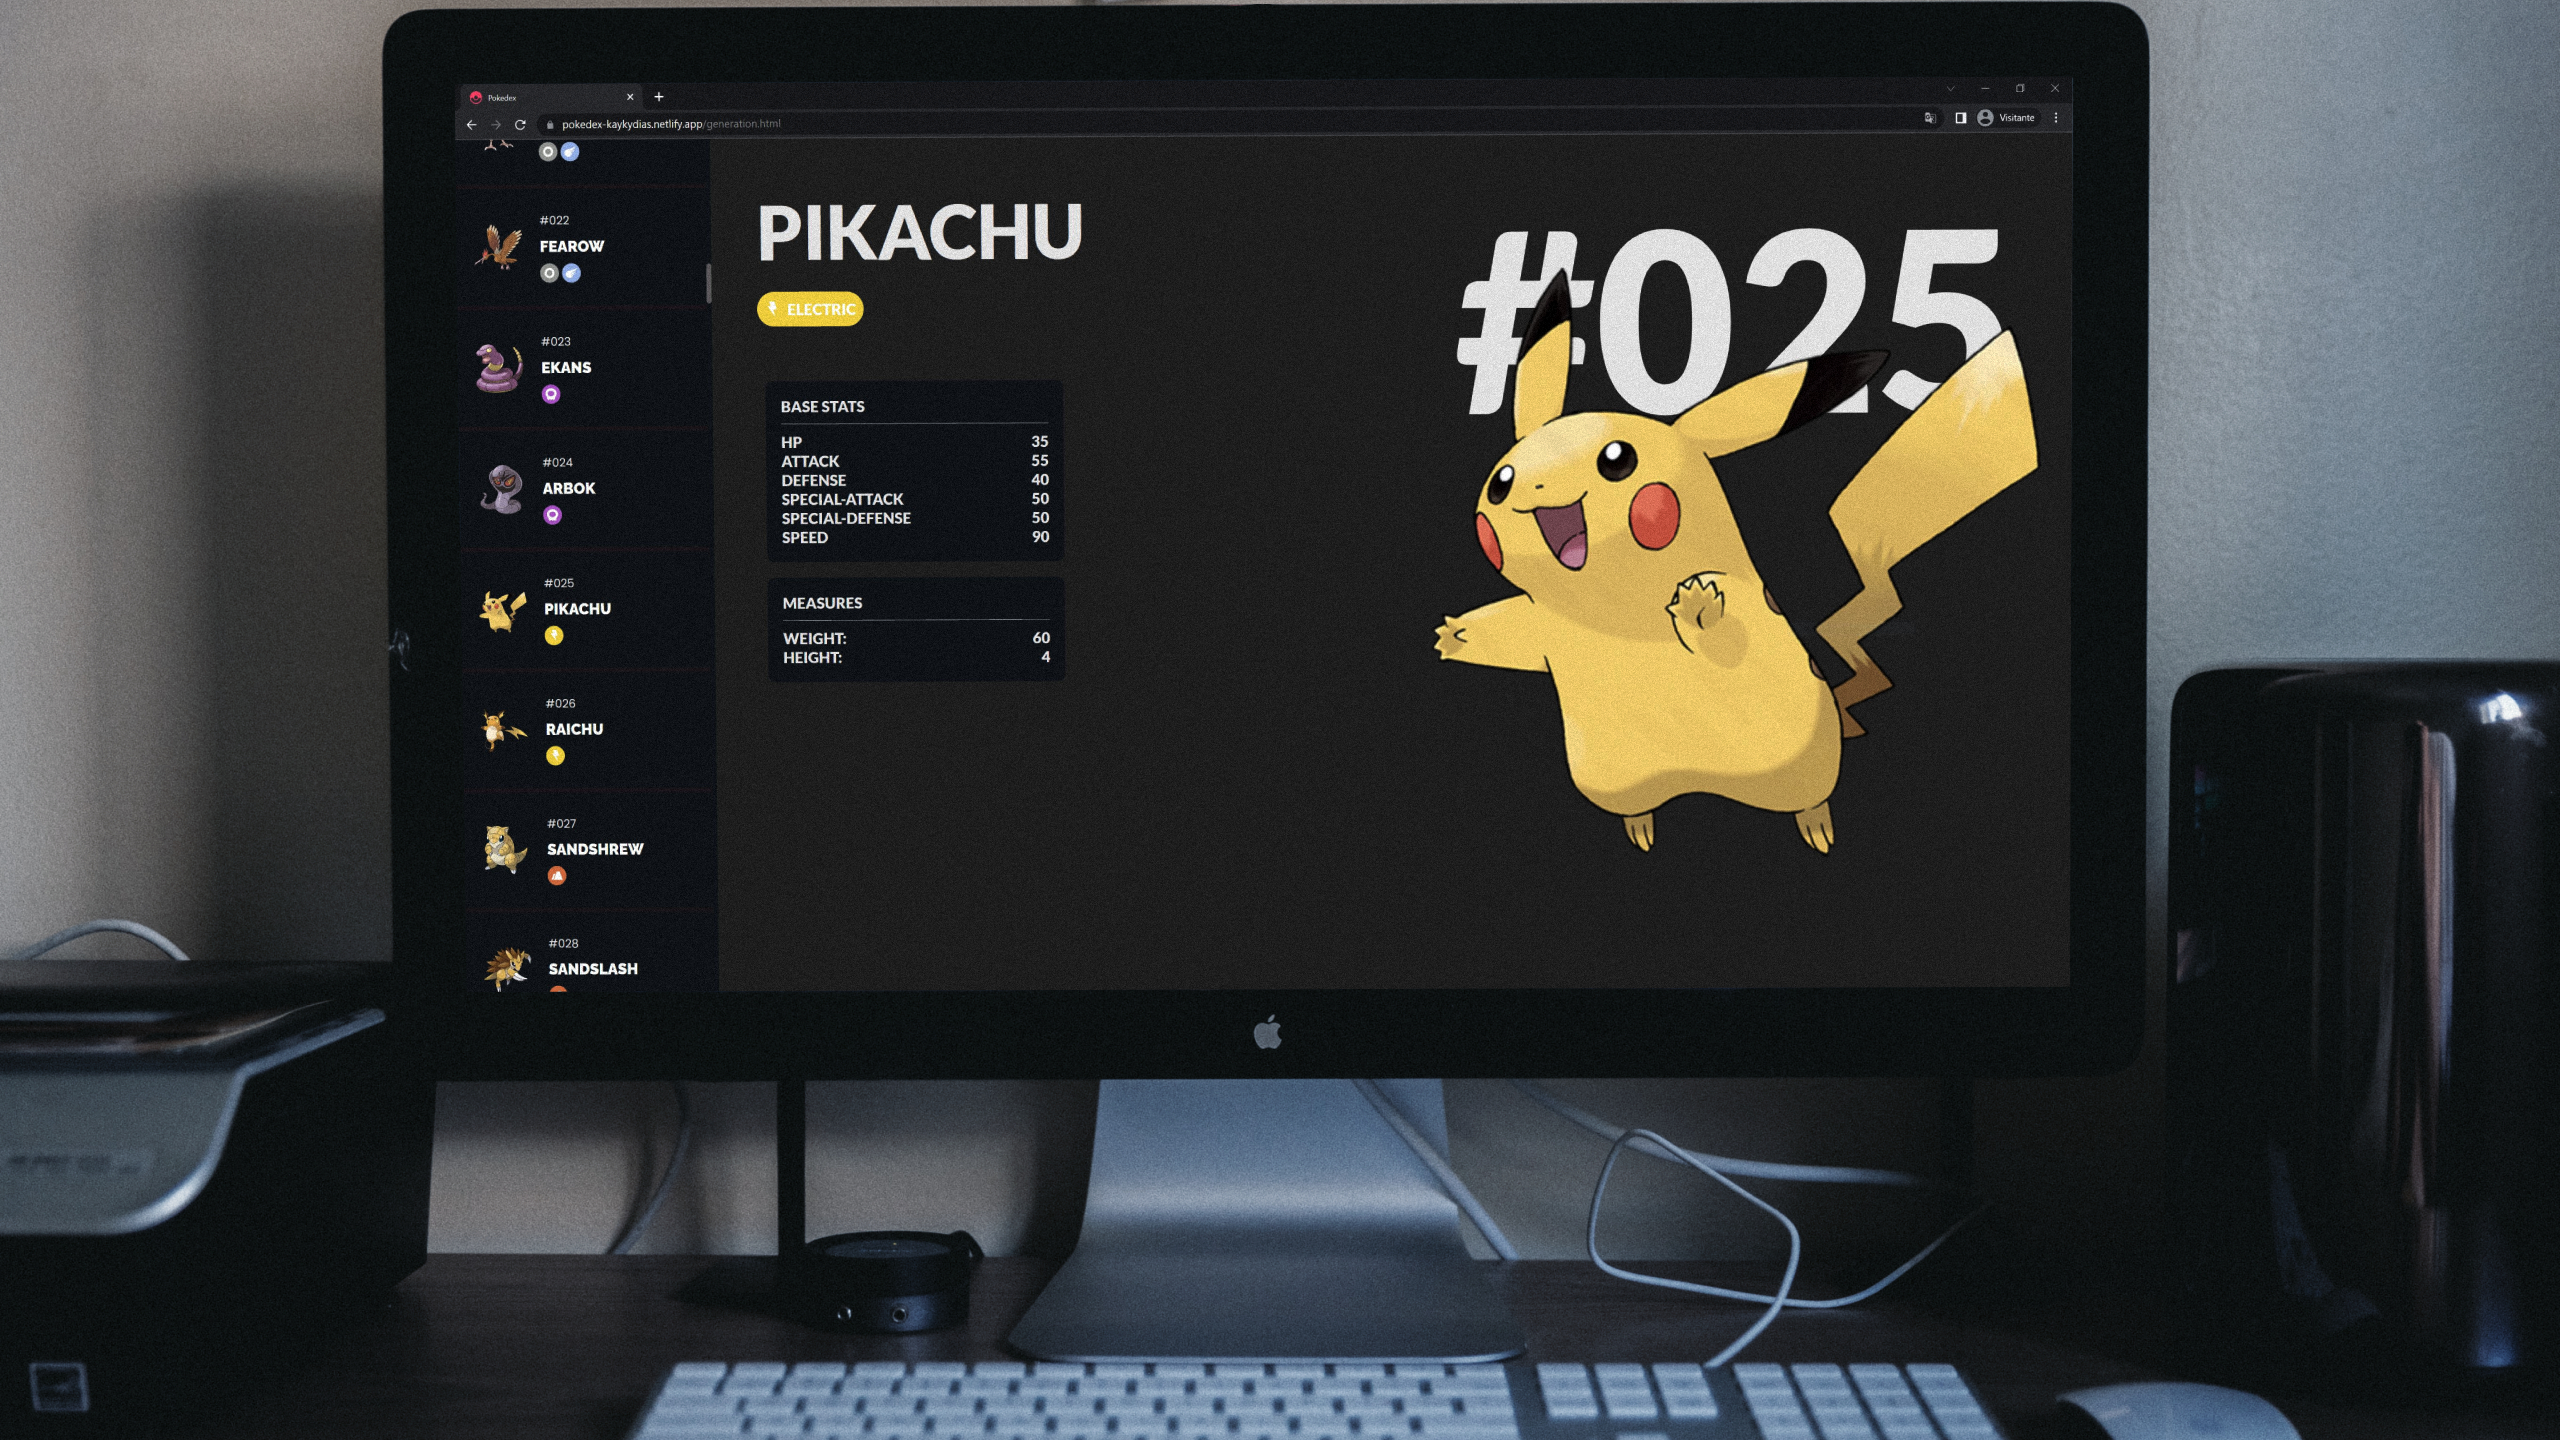 Pokedex
pokedex-kaykydias.netlify.app/generation.html
Visitante
#022
FEAROW
#023
EKANS
#024
ARBOK
#025
PIKACHU
#026
RAICHU
#027
SANDSHREW
#028
SANDSLASH
PIKACHU
ELECTRIC
BASE STATS
HP 35
ATTACK 55
DEFENSE 40
SPECIAL-ATTACK 50
SPECIAL-DEFENSE 50
SPEED 90
MEASURES
WEIGHT: 60
HEIGHT: 4
#025